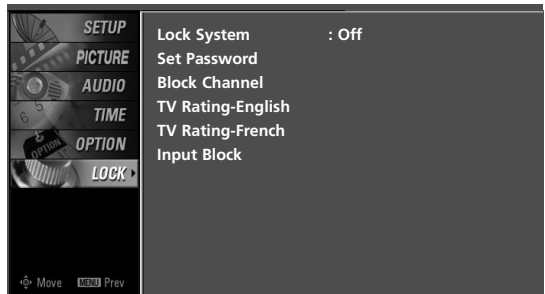 SETUP
PICTURE
AUDIO
TIME
OPTION
LOCK
Move MENU Prev
Lock System : Off
Set Password
Block Channel
TV Rating-English
TV Rating-French
Input Block